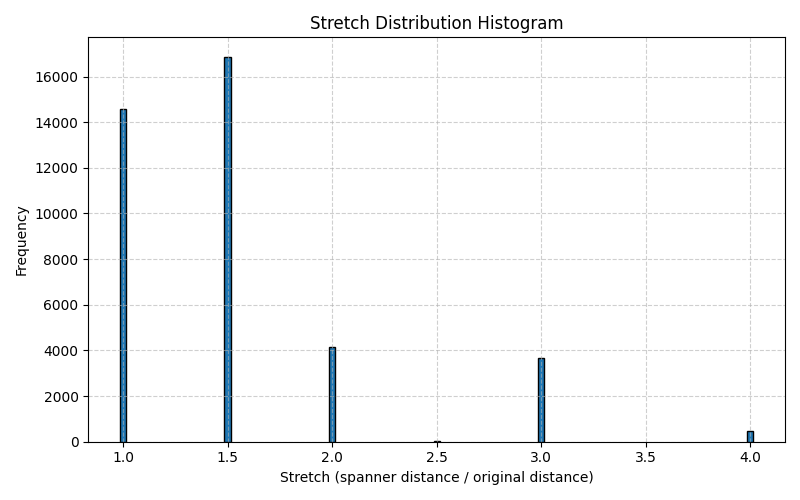 Stretch Distribution Histogram
Frequency
16000
14000
12000
10000
8000
6000
4000
2000
0
1.0 1.5 2.0 2.5 3.0 3.5 4.0
Stretch (spanner distance / original distance)